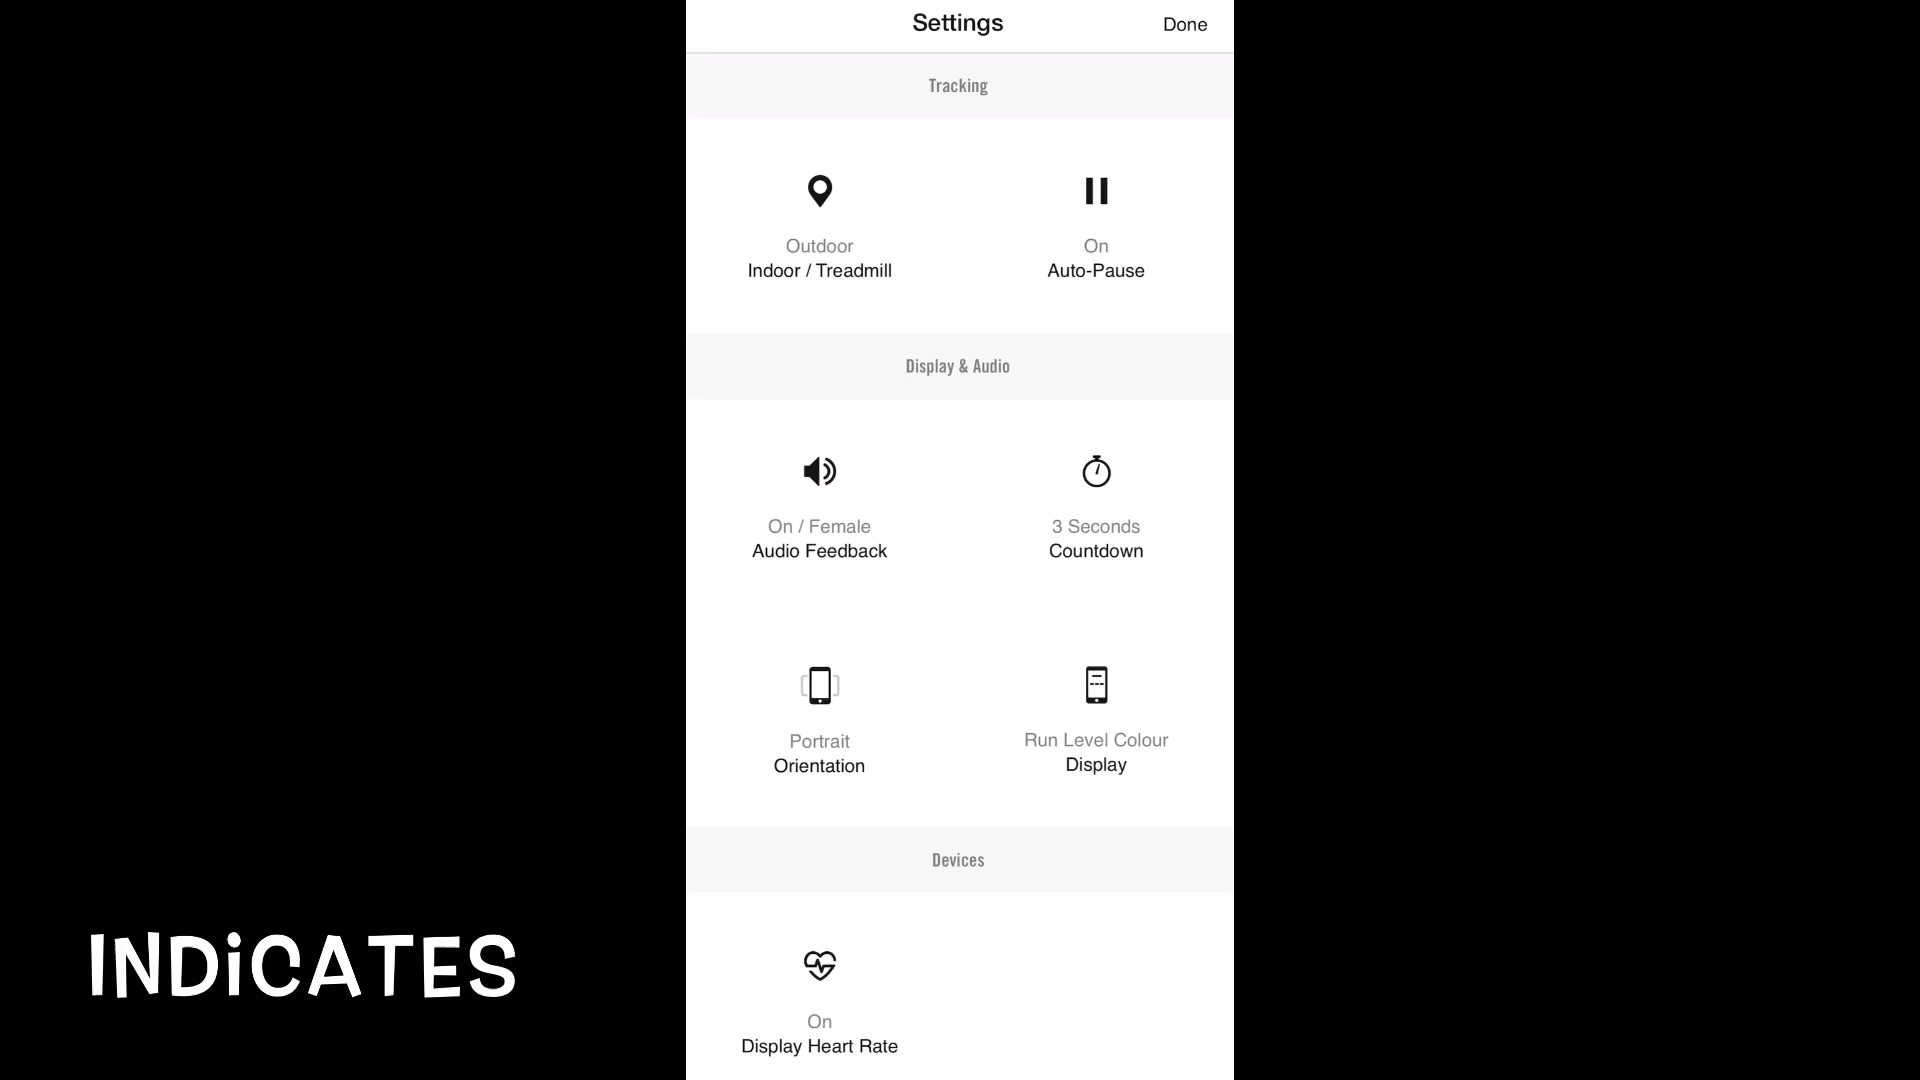 Settings
Done
Tracking
Outdoor
Indoor / Treadmill
On
Auto-Pause
Display & Audio
On / Female
Audio Feedback
3 Seconds
Countdown
Portrait
Orientation
Run Level Colour
Display
Devices
On
Display Heart Rate
INDiCATES